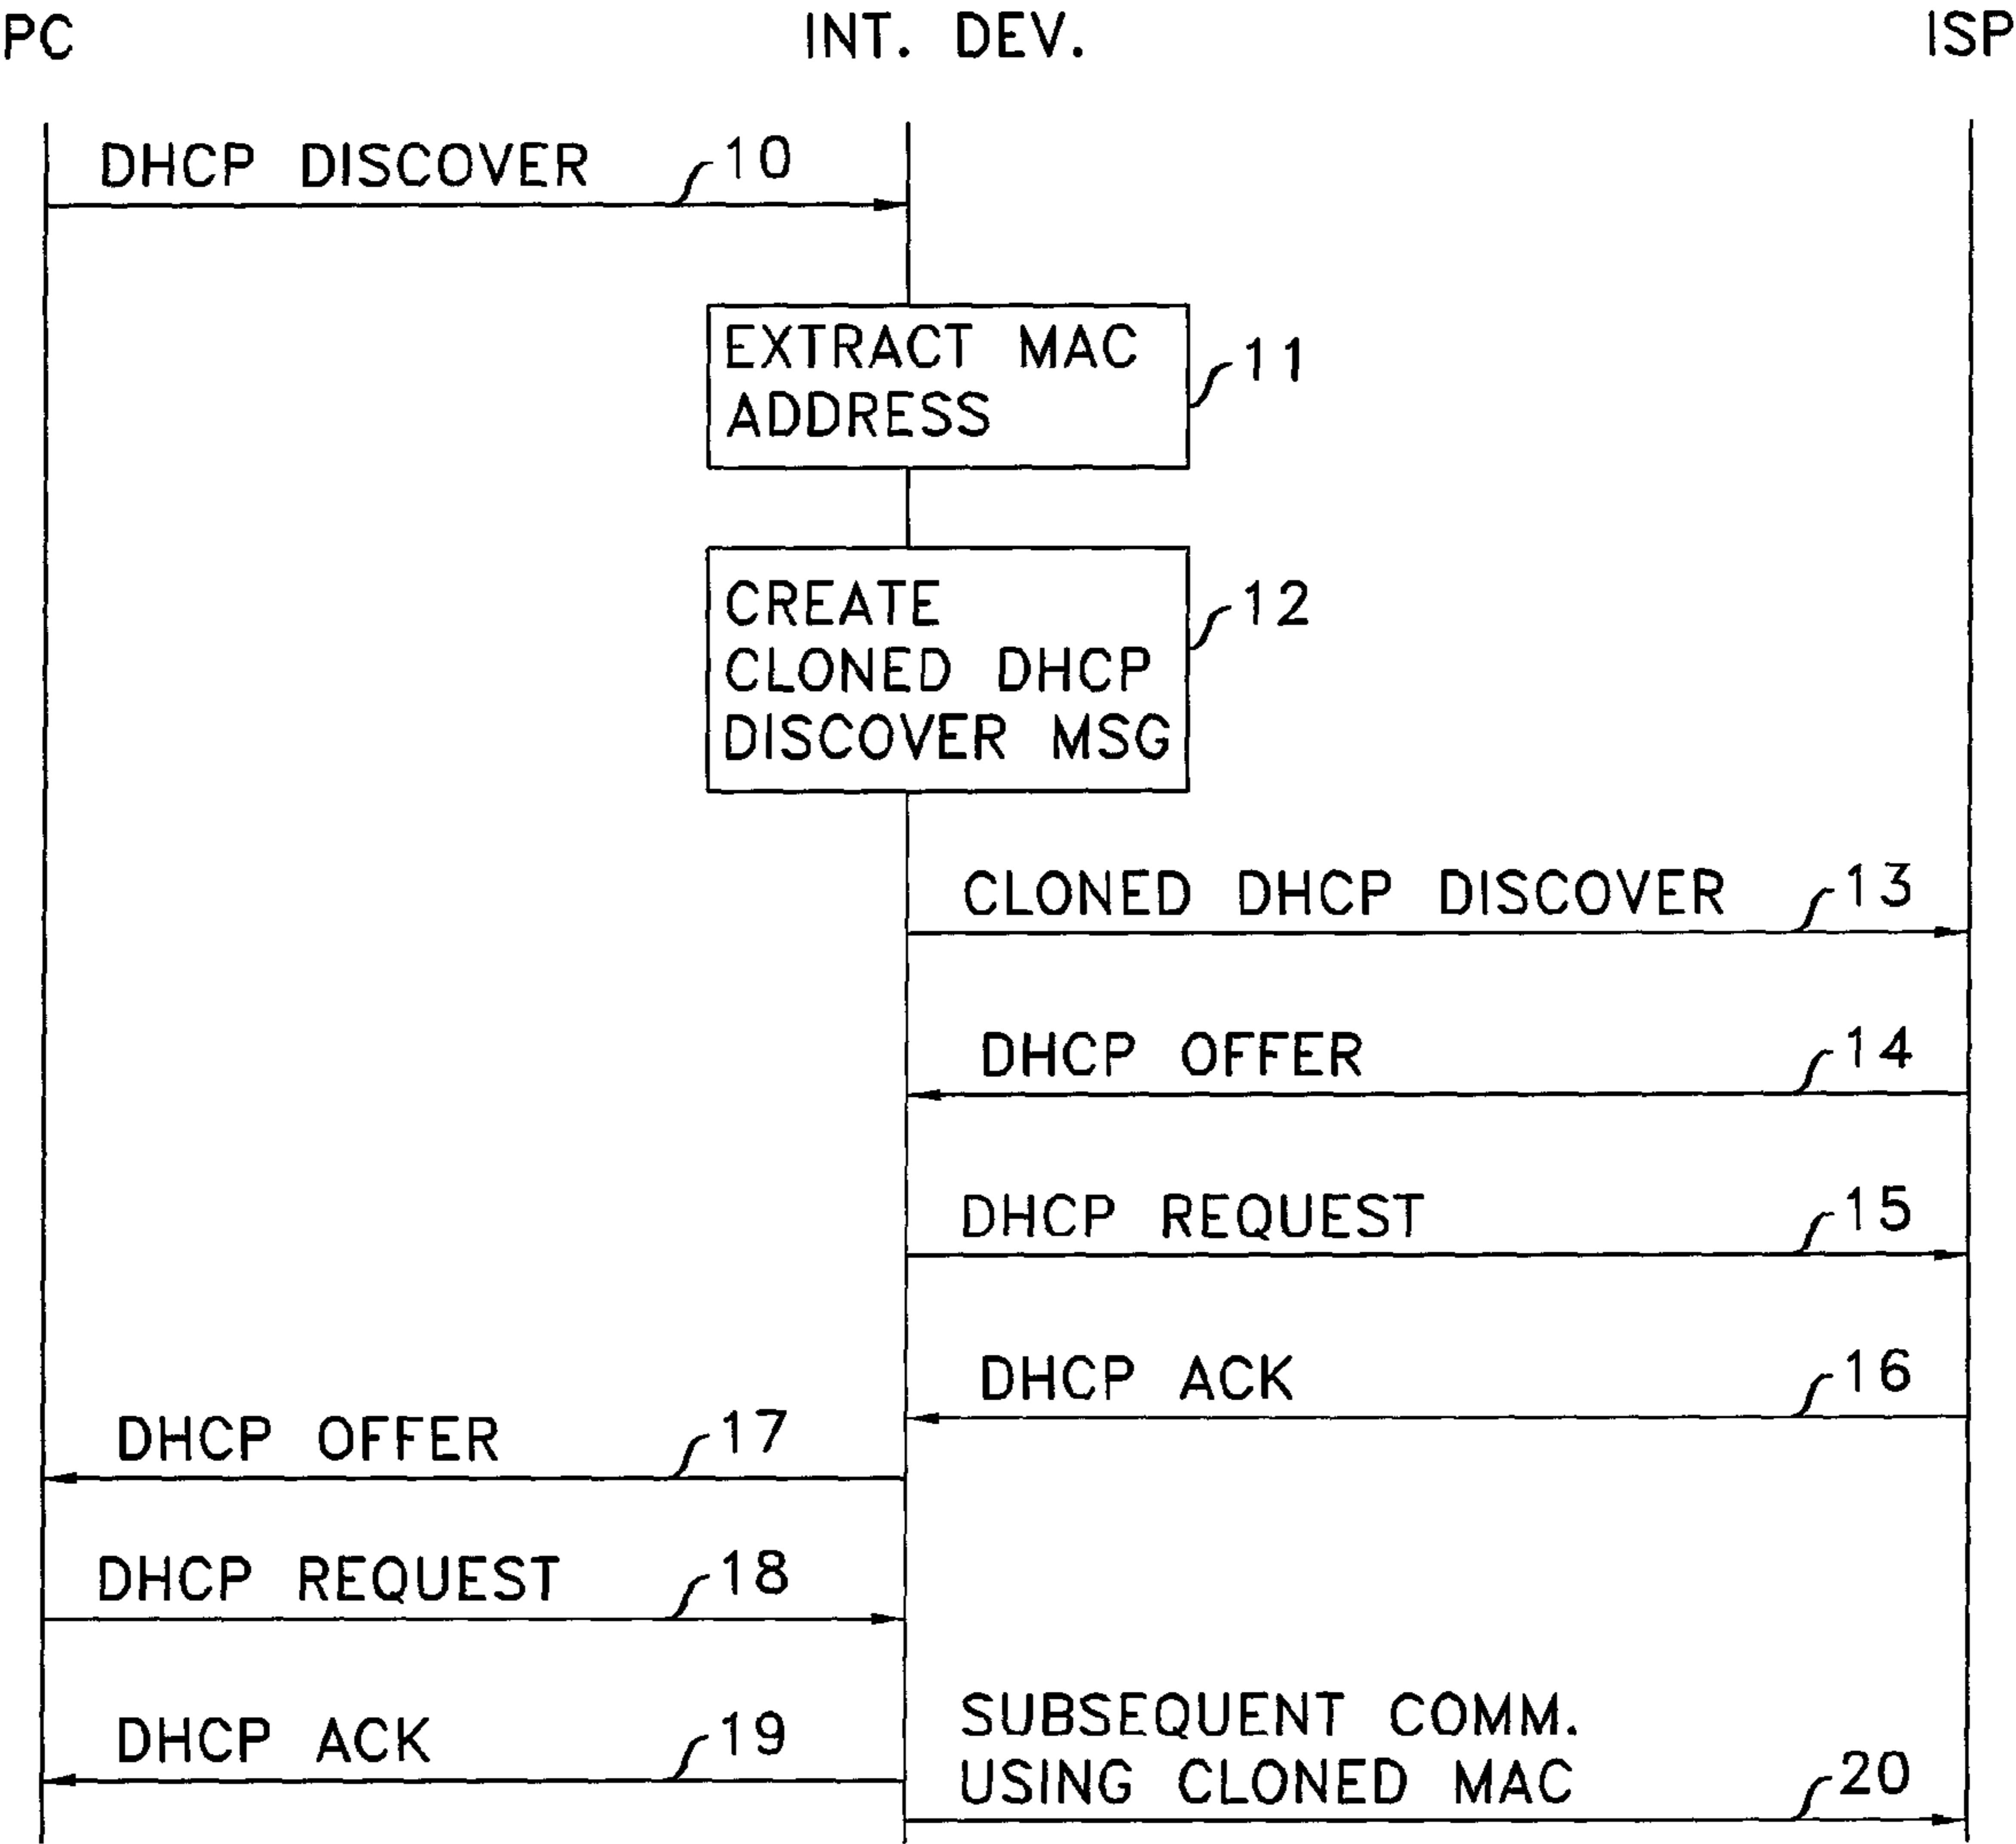 PC INT. DEV. ISP
DHCP DISCOVER 10
EXTRACT MAC
ADDRESS
11
CREATE
CLONED DHCP
DISCOVER MSG
12
CLONED DHCP DISCOVER 13
DHCP OFFER 14
DHCP REQUEST 15
DHCP ACK 16
DHCP OFFER 17
DHCP REQUEST 18
DHCP ACK 19
SUBSEQUENT COMM.
USING CLONED MAC 20